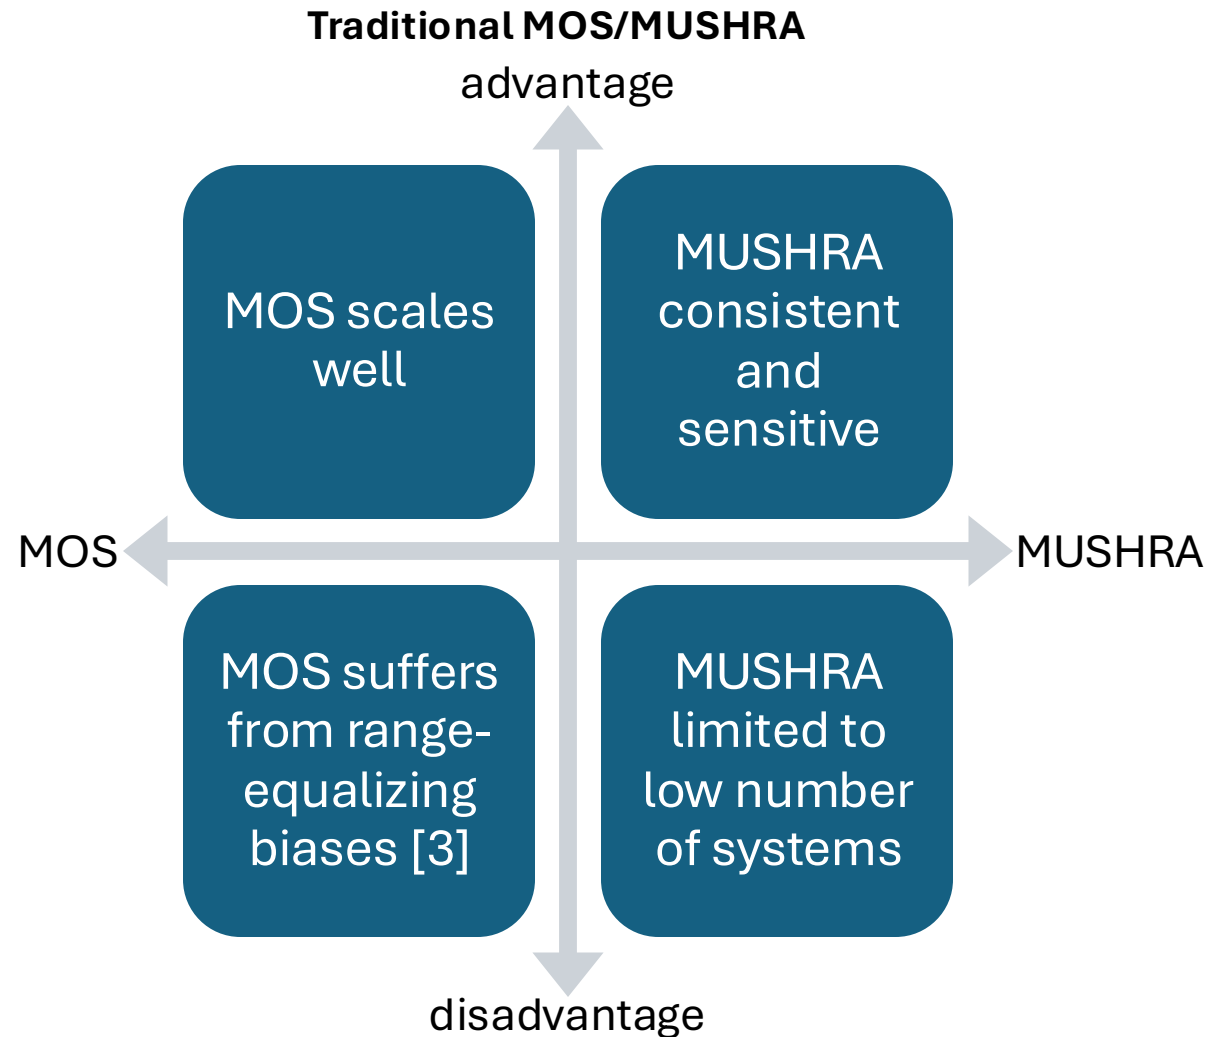 Traditional MOS/MUSHRA
advantage
MOS scales
well
MUSHRA
consistent
and
sensitive
MOS
MUSHRA
MOS suffers
from range-
equalizing
biases [3]
MUSHRA
limited to
low number
of systems
disadvantage